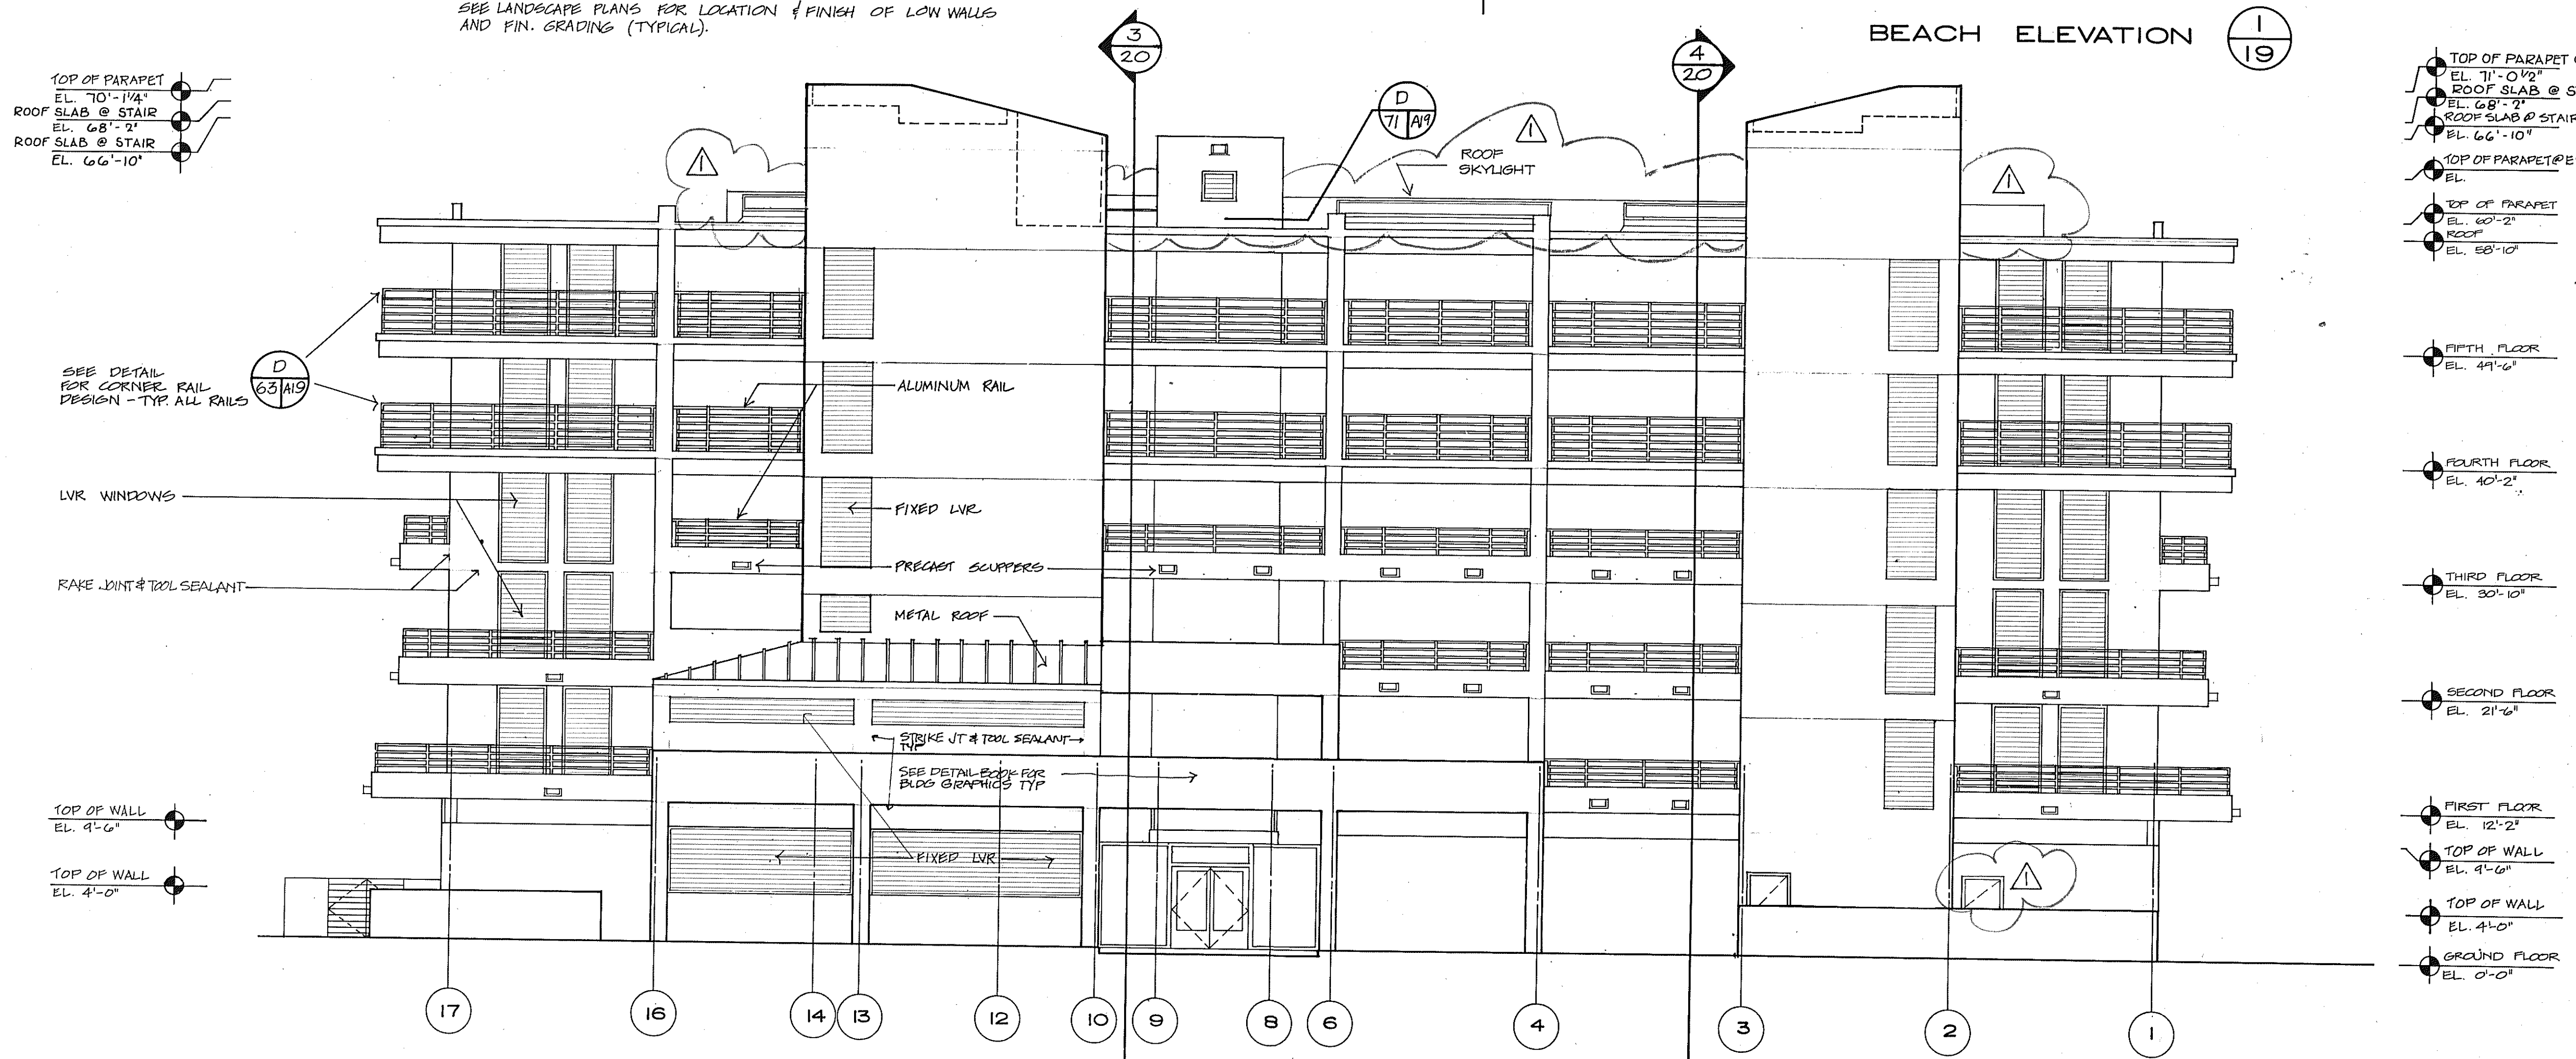 SEE LANDSCAPE PLANS FOR LOCATION & FINISH OF LOW WALLS
AND FIN. GRADING (TYPICAL).
3
20
4
20
BEACH ELEVATION
1
19
TOP OF PARAPET
EL. 70'-1 1/4"
ROOF SLAB @ STAIR
EL. 68'-2"
ROOF SLAB @ STAIR
EL. 66'-10"
D
71 A19
1
1
1
ROOF
SKYLIGHT
TOP OF PARAPET
EL. 71'-0 1/2"
ROOF SLAB @ S
EL. 68'-2"
ROOF SLAB @ STAIR
EL. 66'-10"
TOP OF PARAPET@E
EL.
TOP OF PARAPET
EL. 60'-2"
ROOF
EL. 58'-10"
FIFTH FLOOR
EL. 49'-6"
FOURTH FLOOR
EL. 40'-2"
THIRD FLOOR
EL. 30'-10"
SECOND FLOOR
EL. 21'-6"
FIRST FLOOR
EL. 12'-2"
TOP OF WALL
EL. 9'-6"
TOP OF WALL
EL. 4'-0"
GROUND FLOOR
EL. 0'-0"
SEE DETAIL
FOR CORNER RAIL
DESIGN - TYP. ALL RAILS
D
63 A19
ALUMINUM RAIL
LVR WINDOWS
FIXED LVR
PRECAST SCUPPERS
RAKE JOINT & TOOL SEALANT
METAL ROOF
STRIKE JT & TOOL SEALANT
TYP
SEE DETAIL BOOK FOR
BLDG GRAPHICS TYP
TOP OF WALL
EL. 9'-6"
TOP OF WALL
EL. 4'-0"
FIXED LVR
1
17
16
14
13
12
10
9
8
6
4
3
2
1